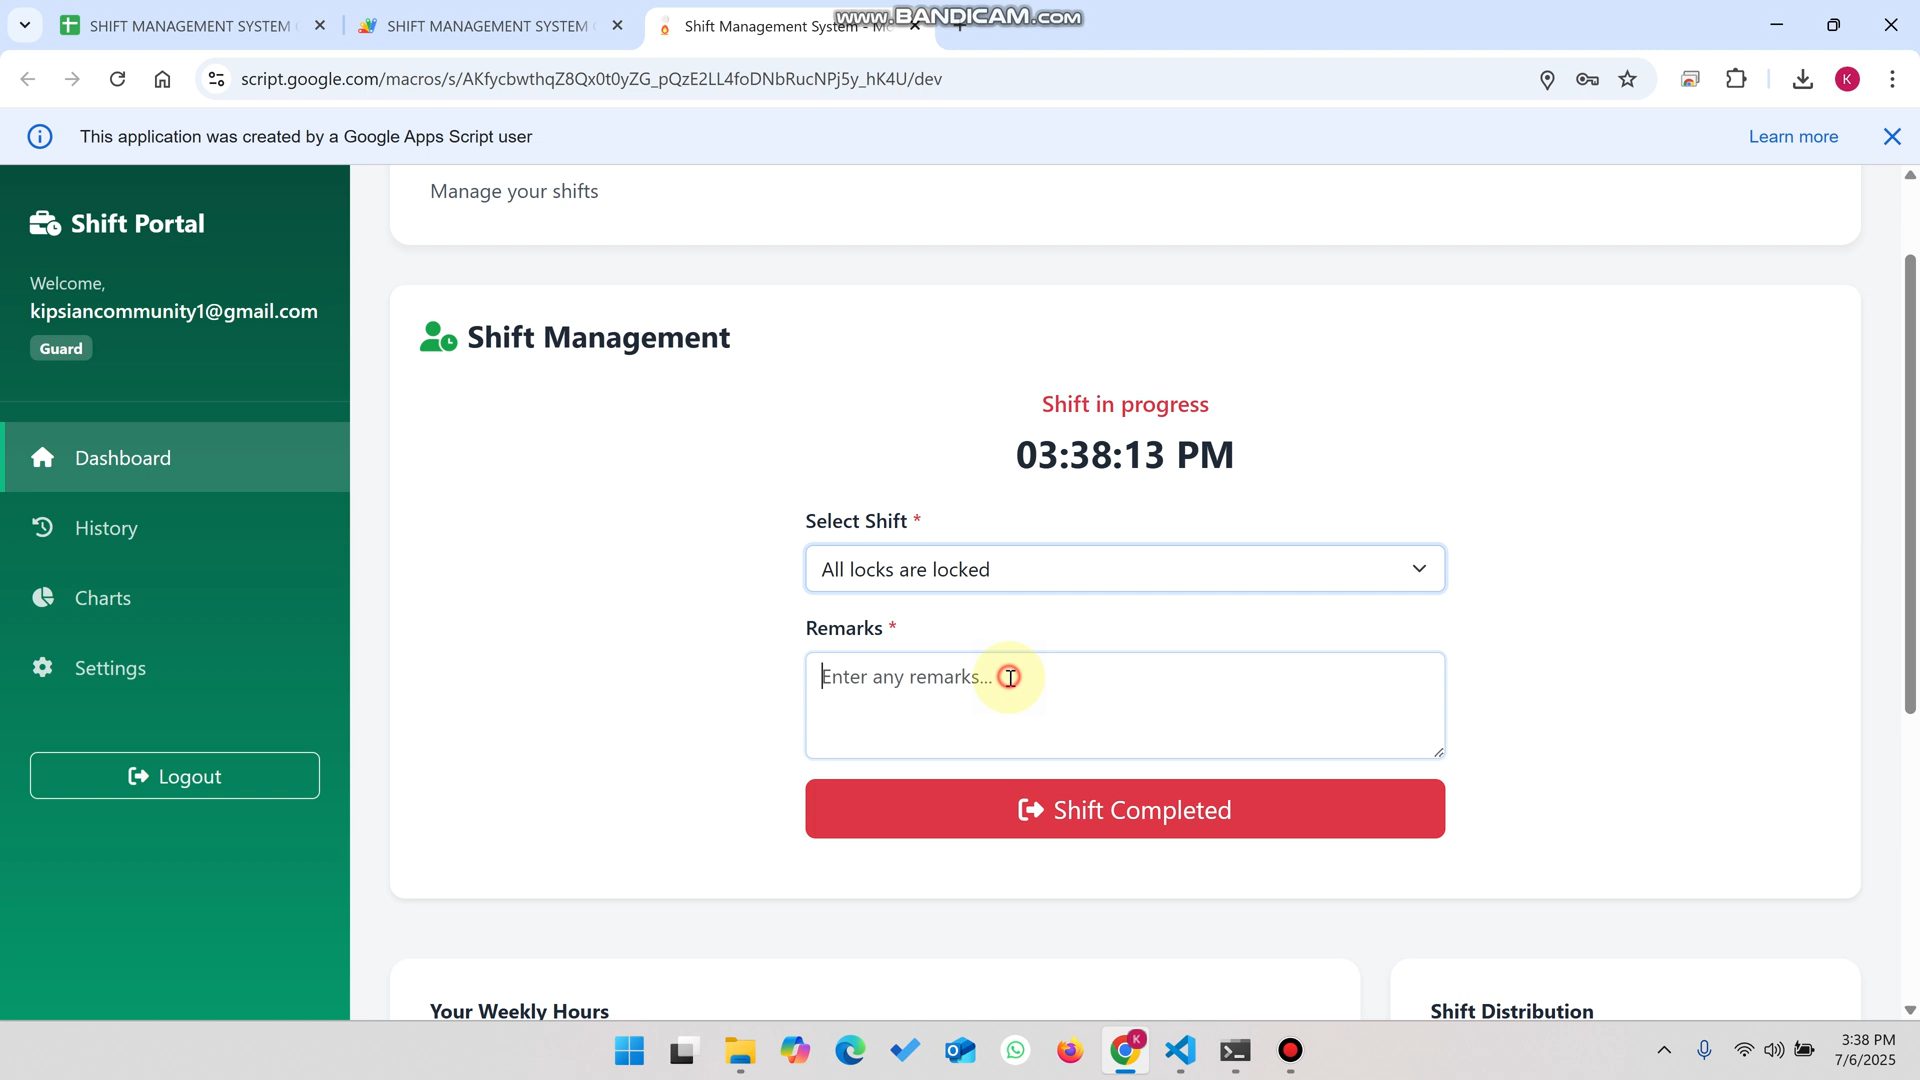 SHIFT MANAGEMENT SYSTEM
SHIFT MANAGEMENT SYSTEM
Shift Management System -
www.BANDICAM.com
script.google.com/macros/s/AKfycbwthqZ8Qx0t0yZG_pQzE2LL4foDNbRucNPj5y_hK4U/dev
K
This application was created by a Google Apps Script user
Learn more
Shift Portal
Welcome,
kipsiancommunity1@gmail.com
Guard
Dashboard
History
Charts
Settings
Logout
Manage your shifts
Shift Management
Shift in progress
03:38:13 PM
Select Shift *
All locks are locked
Remarks *
Enter any remarks...
Shift Completed
Your Weekly Hours
Shift Distribution
K
3:38 PM
7/6/2025